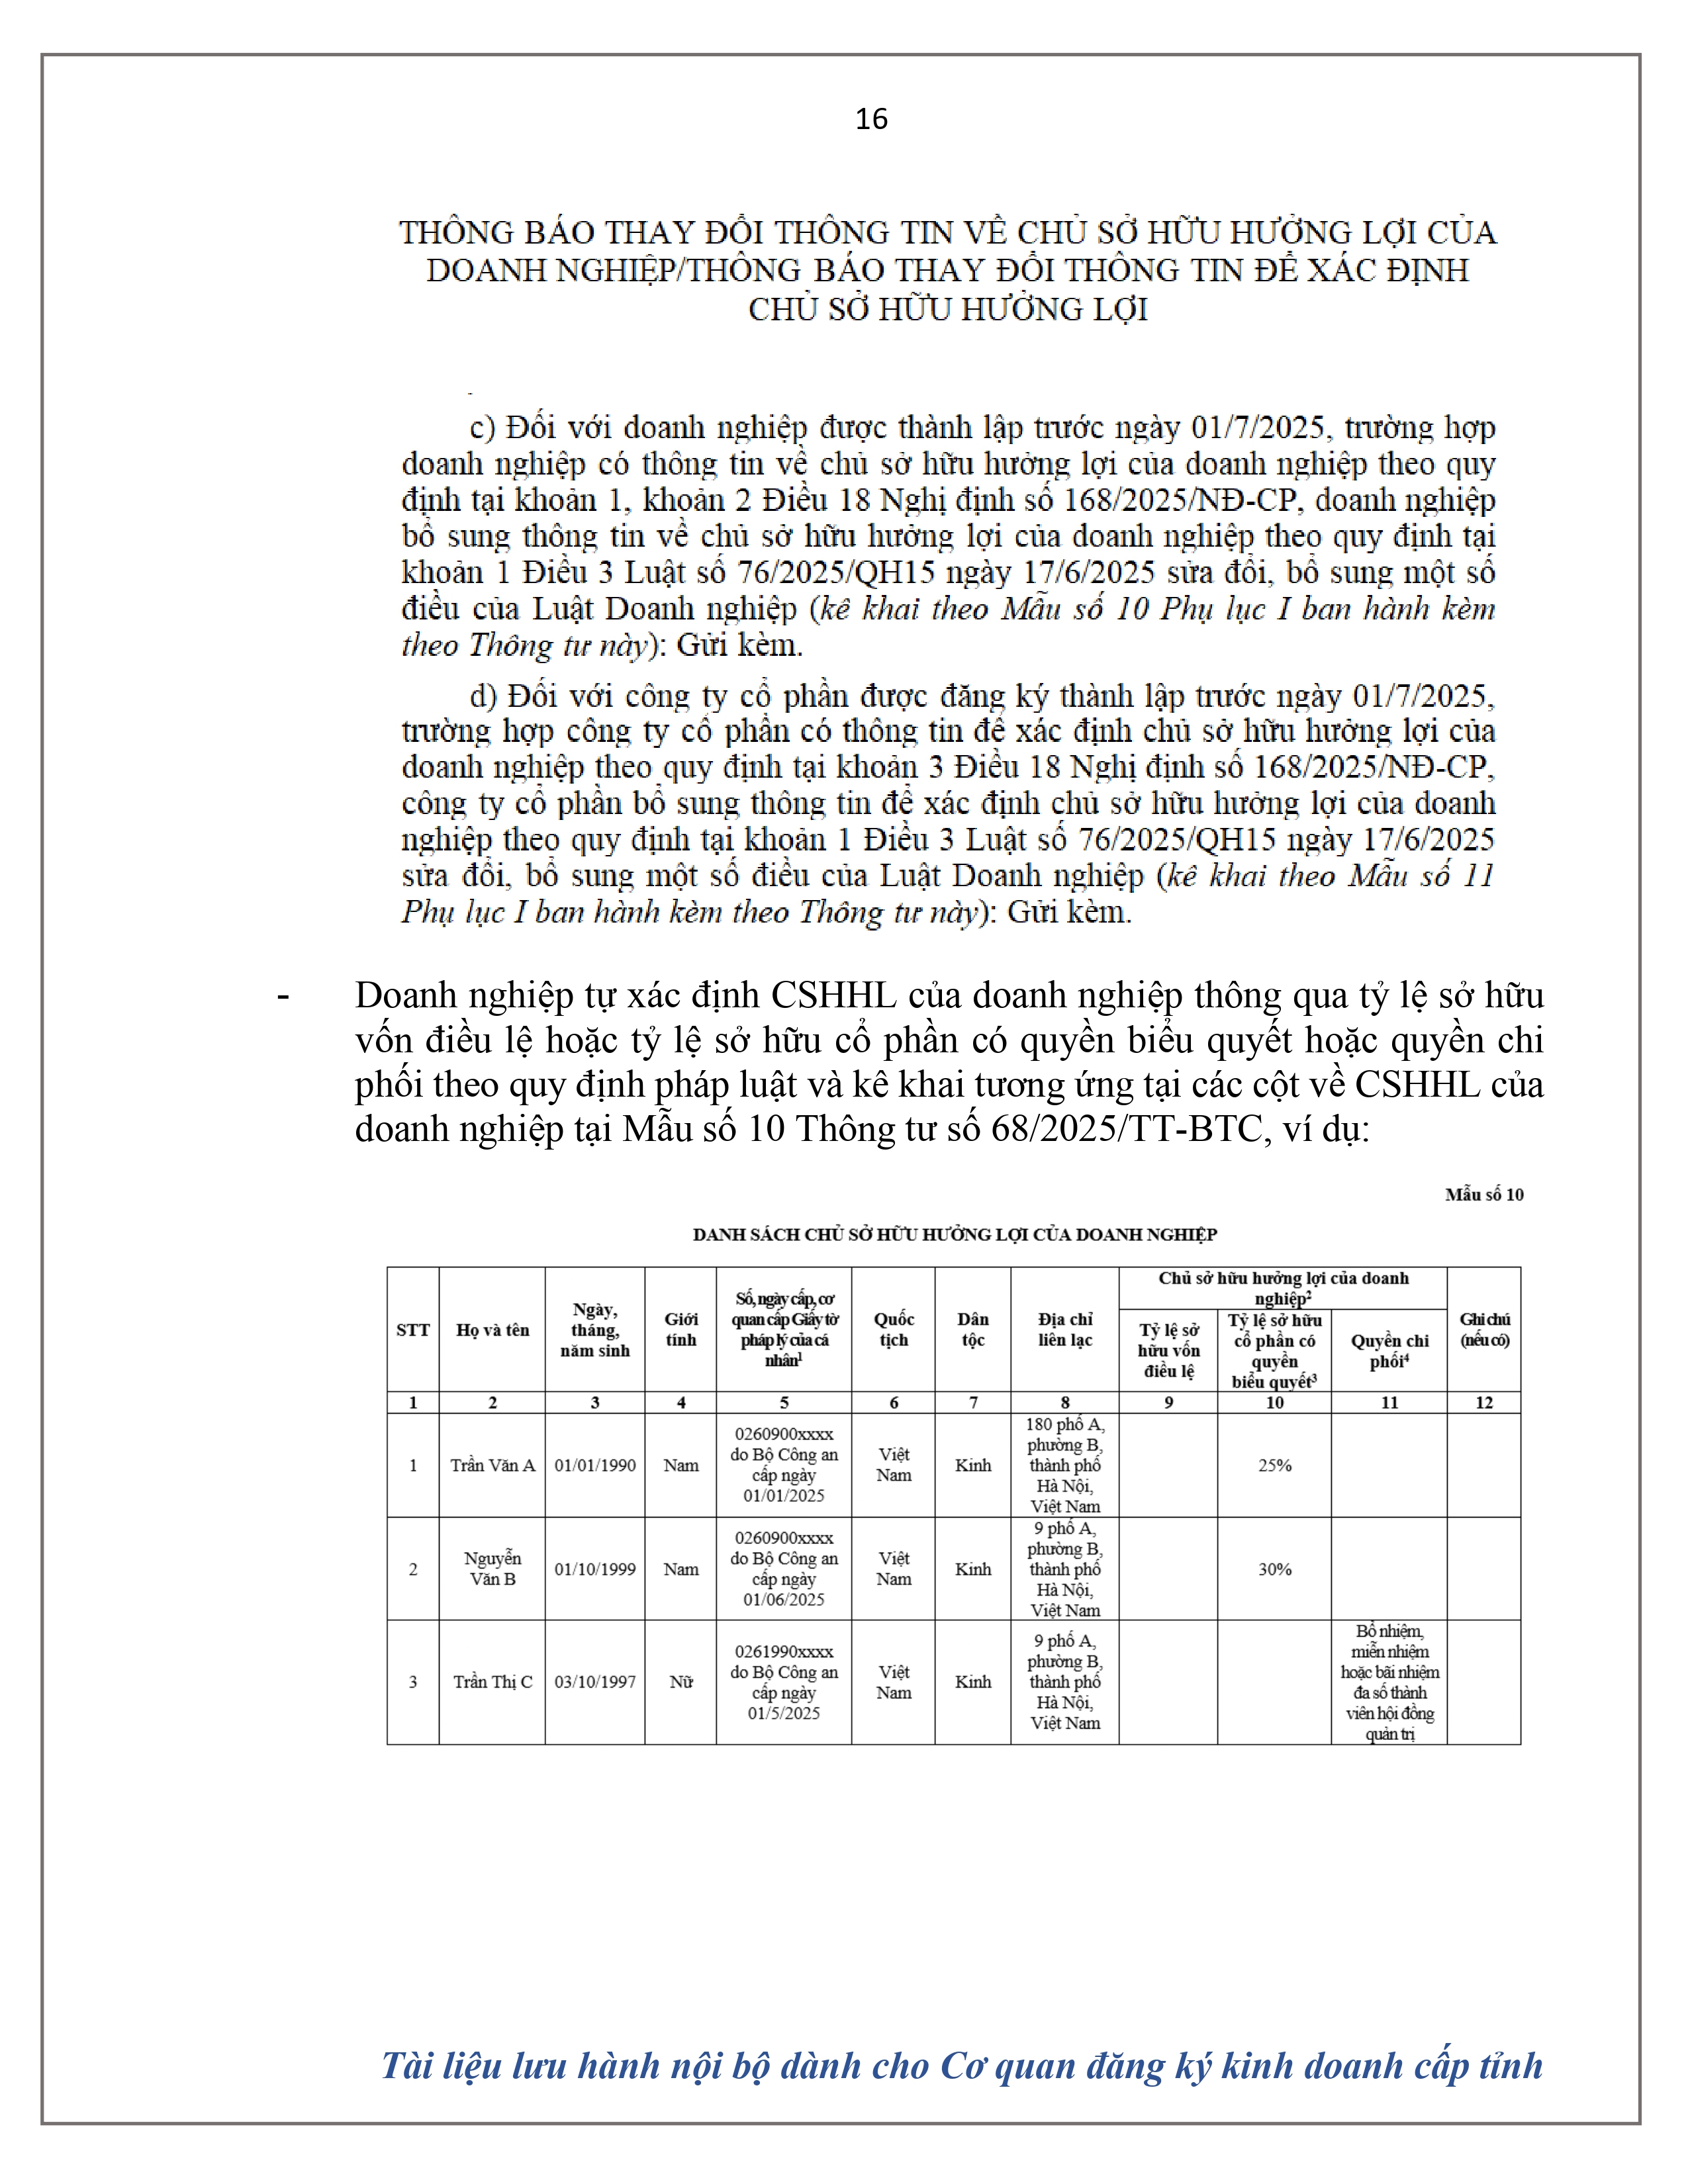 16
THÔNG BÁO THAY ĐỔI THÔNG TIN VỀ CHỦ SỞ HỮU HƯỞNG LỢI CỦA
DOANH NGHIỆP/THÔNG BÁO THAY ĐỔI THÔNG TIN ĐỂ XÁC ĐỊNH
CHỦ SỞ HỮU HƯỞNG LỢI
c) Đối với doanh nghiệp được thành lập trước ngày 01/7/2025, trường hợp
doanh nghiệp có thông tin về chủ sở hữu hưởng lợi của doanh nghiệp theo quy
định tại khoản 1, khoản 2 Điều 18 Nghị định số 168/2025/NĐ-CP, doanh nghiệp
bổ sung thông tin về chủ sở hữu hưởng lợi của doanh nghiệp theo quy định tại
khoản 1 Điều 3 Luật số 76/2025/QH15 ngày 17/6/2025 sửa đổi, bổ sung một số
điều của Luật Doanh nghiệp (kê khai theo Mẫu số 10 Phụ lục I ban hành kèm
theo Thông tư này): Gửi kèm.
d) Đối với công ty cổ phần được đăng ký thành lập trước ngày 01/7/2025,
trường hợp công ty cổ phần có thông tin để xác định chủ sở hữu hưởng lợi của
doanh nghiệp theo quy định tại khoản 3 Điều 18 Nghị định số 168/2025/NĐ-CP,
công ty cổ phần bổ sung thông tin để xác định chủ sở hữu hưởng lợi của doanh
nghiệp theo quy định tại khoản 1 Điều 3 Luật số 76/2025/QH15 ngày 17/6/2025
sửa đổi, bổ sung một số điều của Luật Doanh nghiệp (kê khai theo Mẫu số 11
Phụ lục I ban hành kèm theo Thông tư này): Gửi kèm.
- Doanh nghiệp tự xác định CSHHL của doanh nghiệp thông qua tỷ lệ sở hữu
vốn điều lệ hoặc tỷ lệ sở hữu cổ phần có quyền biểu quyết hoặc quyền chi
phối theo quy định pháp luật và kê khai tương ứng tại các cột về CSHHL của
doanh nghiệp tại Mẫu số 10 Thông tư số 68/2025/TT-BTC, ví dụ:
Mẫu số 10
DANH SÁCH CHỦ SỞ HỮU HƯỞNG LỢI CỦA DOANH NGHIỆP
STT
Họ và tên
Ngày,
tháng,
năm sinh
Giới
tính
Số, ngày cấp, cơ
quan cấp Giấy tờ
pháp lý của cá
nhân¹
Quốc
tịch
Dân
tộc
Địa chỉ
liên lạc
Chủ sở hữu hưởng lợi của doanh
nghiệp²
Tỷ lệ sở
hữu vốn
điều lệ
Tỷ lệ sở hữu
cổ phần có
quyền
biểu quyết³
Quyền chi
phối⁴
Ghi chú
(nếu có)
1 2 3 4 5 6 7 8 9 10 11 12
1
Trần Văn A
01/01/1990
Nam
0260900xxxx
do Bộ Công an
cấp ngày
01/01/2025
Việt
Nam
Kinh
180 phố A,
phường B,
thành phố
Hà Nội,
Việt Nam
25%
2
Nguyễn
Văn B
01/10/1999
Nam
0260900xxxx
do Bộ Công an
cấp ngày
01/06/2025
Việt
Nam
Kinh
9 phố A,
phường B,
thành phố
Hà Nội,
Việt Nam
30%
3
Trần Thị C
03/10/1997
Nữ
0261990xxxx
do Bộ Công an
cấp ngày
01/5/2025
Việt
Nam
Kinh
9 phố A,
phường B,
thành phố
Hà Nội,
Việt Nam
Bổ nhiệm,
miễn nhiệm
hoặc bãi nhiệm
đa số thành
viên hội đồng
quản trị
Tài liệu lưu hành nội bộ dành cho Cơ quan đăng ký kinh doanh cấp tỉnh